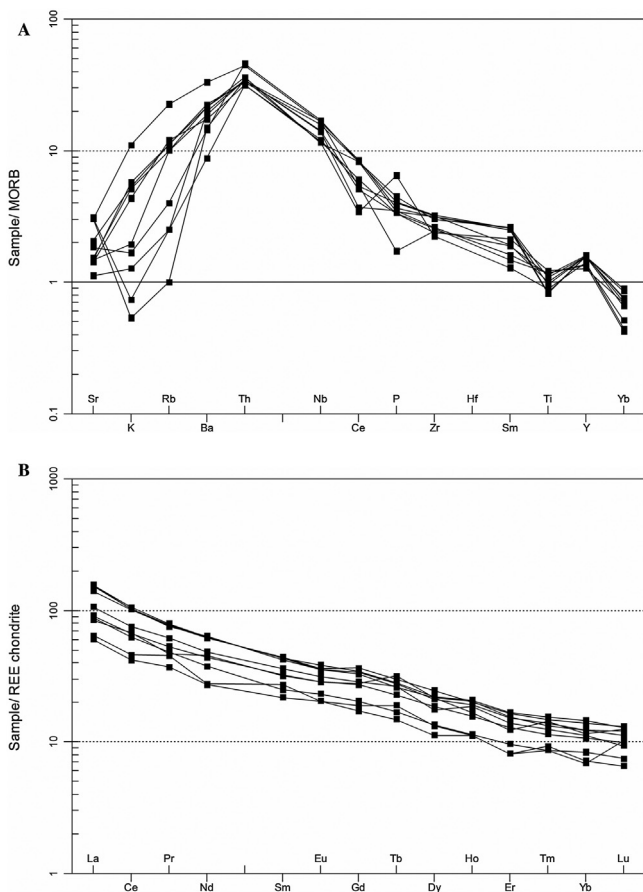 A
100
10
1
0.1
Sample/ MORB
Sr Rb Th Nb P Hf Ti Yb
K Ba Ce Zr Sm Y
B
1000
100
10
1
Sample/ REE chondrite
La Pr Eu Tb Ho Tm Lu
Ce Nd Sm Gd Dy Er Yb